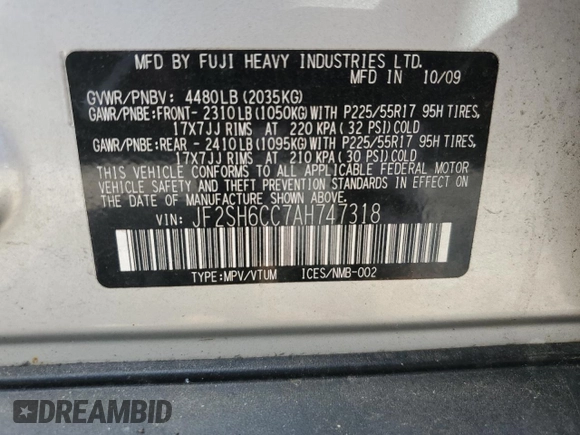 MFD BY FUJI HEAVY INDUSTRIES LTD.
MFD IN 10/09
GVWR/PNBV: 4480LB(2035KG)
GAWR/PNBE:FRONT- 2310LB(1050KG)WITH P225/55R17 95H TIRES,
17X7JJ RIMS AT 220 KPA(32 PSI)COLD
GAWR/PNBE:REAR - 2410LB(1095KG)WITH P225/55R17 95H TIRES,
17X7JJ RIMS AT 210 KPA(30 PSI)COLD
THIS VEHICLE CONFORMS TO ALL APPLICABLE FEDERAL MOTOR
VEHICLE SAFETY AND THEFT PREVENTION STANDARDS IN EFFECT ON
THE DATE OF MANUFACTURE SHOWN ABOVE.
VIN: JF2SH6CC7AH747318
TYPE:MPV/VTUM ICES/NMB-002
DREAMBID